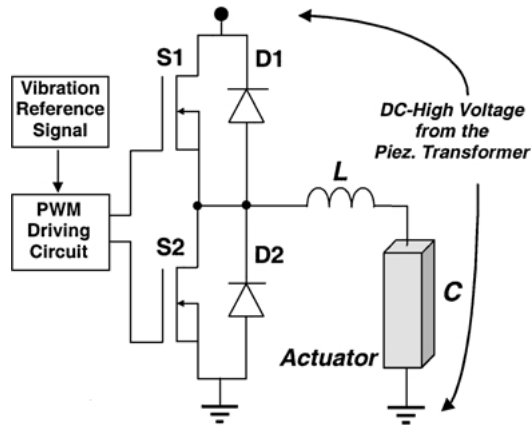 S1
D1
Vibration
Reference
Signal
DC-High Voltage
from the
Piez. Transformer
L
PWM
Driving
Circuit
S2
D2
C
Actuator